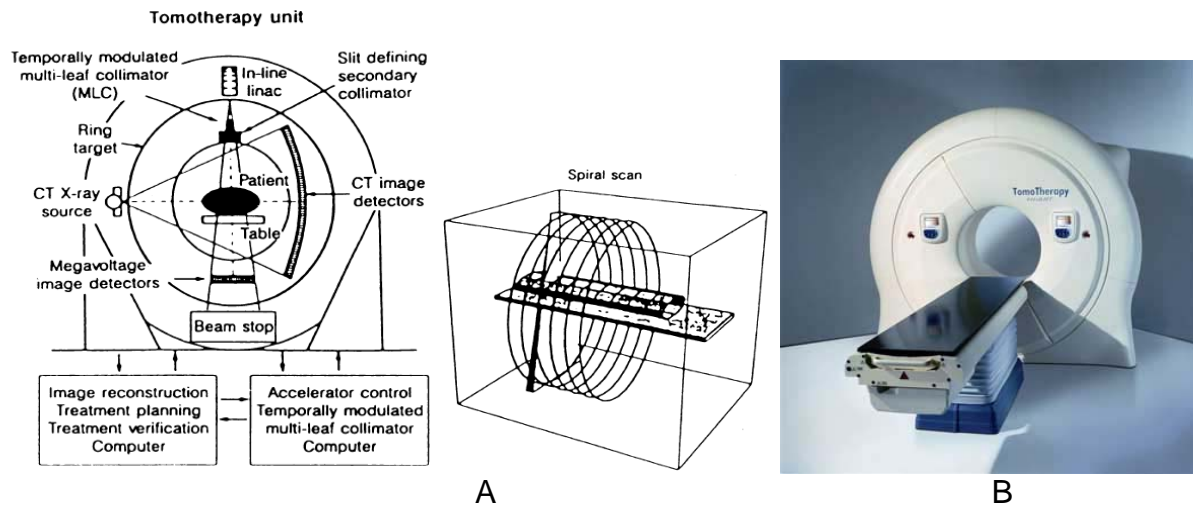 Tomotherapy unit
Temporally modulated
multi-leaf collimator
(MLC)
In-line
linac
Slit defining
secondary
collimator
Ring
target
CT X-ray
source
Patient
Table
CT image
detectors
Megavoltage
image detectors
Beam stop
Image reconstruction
Treatment planning
Treatment verification
Computer
Accelerator control
Temporally modulated
multi-leaf collimator
Computer
Spiral scan
A
TomoTherapy
B